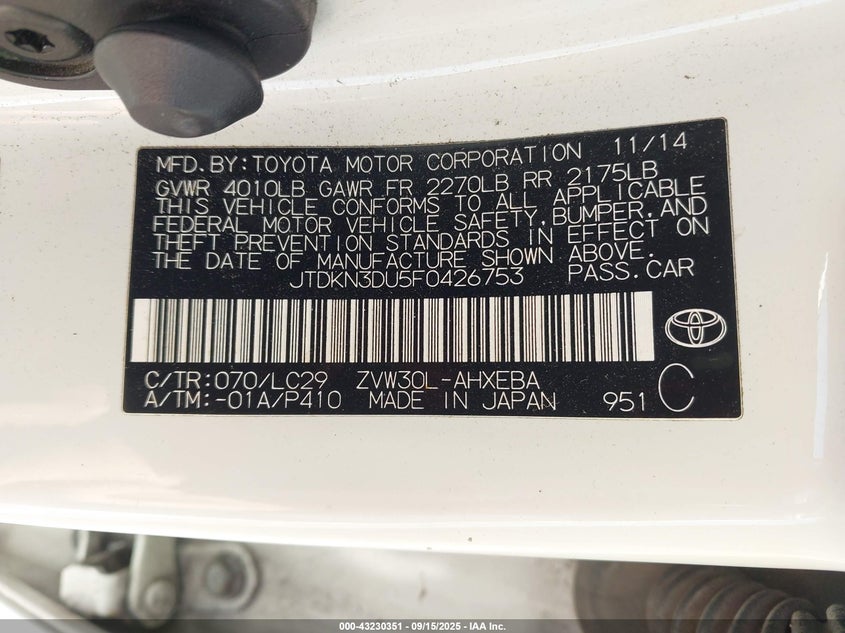 MFD.BY:TOYOTA MOTOR CORPORATION 11/14
GVWR 4010LB GAWR FR 2270LB RR 2175LB
THIS VEHICLE CONFORMS TO ALL APPLICABLE
FEDERAL MOTOR VEHICLE SAFETY,BUMPER,AND
THEFT PREVENTION STANDARDS IN EFFECT ON
THE DATE OF MANUFACTURE SHOWN ABOVE.
JTDKN3DU5F0426753 PASS.CAR
C/TR:070/LC29 ZVW30L-AHXEBA
A/TM:-01A/P410 MADE IN JAPAN 951 C
000-43230351 - 09/15/2025 - IAA Inc.